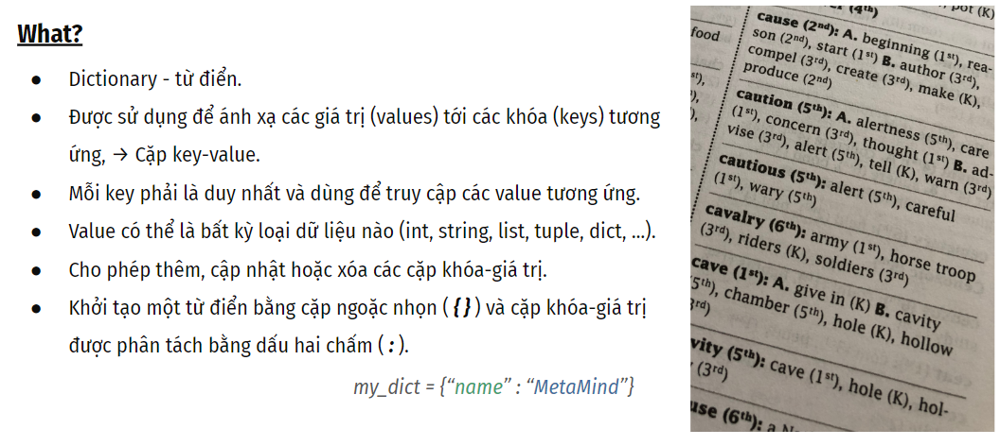 What?
● Dictionary - từ điển.
● Được sử dụng để ánh xạ các giá trị (values) tới các khóa (keys) tương
ứng, → Cặp key-value.
● Mỗi key phải là duy nhất và dùng để truy cập các value tương ứng.
● Value có thể là bất kỳ loại dữ liệu nào (int, string, list, tuple, dict, ...).
● Cho phép thêm, cập nhật hoặc xóa các cặp khóa-giá trị.
● Khởi tạo một từ điển bằng cặp ngoặc nhọn ( { } ) và cặp khóa-giá trị
được phân tách bằng dấu hai chấm ( : ).
my_dict = {“name” : “MetaMind”}
(4th)
pot (K)
food
cause (2nd): A. beginning (1st), rea-
son (2nd), start (1st) B. author (3rd),
compel (3rd), create (3rd), make (K),
produce (2nd)
caution (5th): A. alertness (5th), care
(1st), concern (3rd), thought (1st) B. ad-
vise (3rd), alert (5th), tell (K), warn (3rd)
cautious (5th): alert (5th), careful
(1st), wary (5th)
cavalry (6th): army (1st), horse troop
(3rd), riders (K), soldiers (3rd)
cave (1st): A. give in (K) B. cavity
5th), chamber (5th), hole (K), hollow
3rd)
vity (5th): cave (1st), hole (K), hol-
(3rd)
use (6th): a